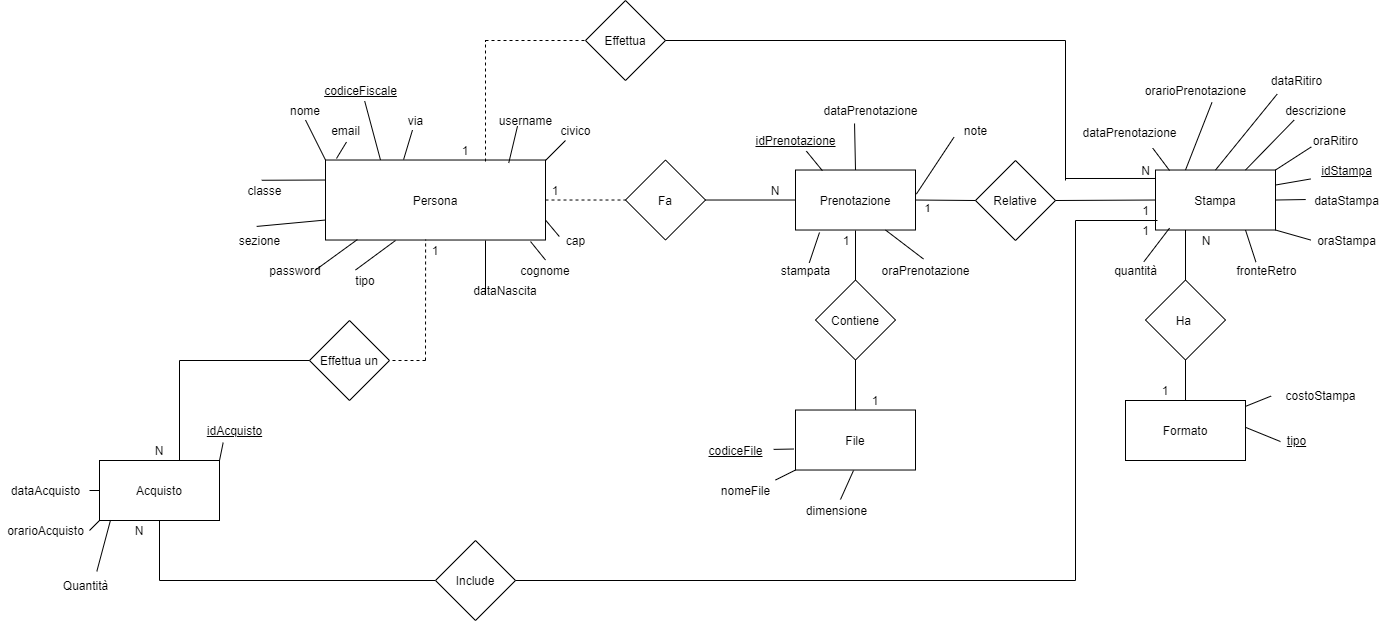 Effettua
codiceFiscale
nome
email
via
username
civico
1
classe
Persona
1
sezione
password
tipo
1
dataNascita
cognome
cap
Fa
N
idPrenotazione
dataPrenotazione
note
Prenotazione
1
stampata
1
oraPrenotazione
Relative
dataPrenotazione
orarioPrenotazione
dataRitiro
descrizione
oraRitiro
N
idStampa
1
Stampa
dataStampa
1
N
oraStampa
quantità
fronteRetro
Contiene
Ha
1
1
costoStampa
Formato
tipo
File
codiceFile
nomeFile
dimensione
Effettua un
N
idAcquisto
dataAcquisto
Acquisto
orarioAcquisto
N
Quantità
Include